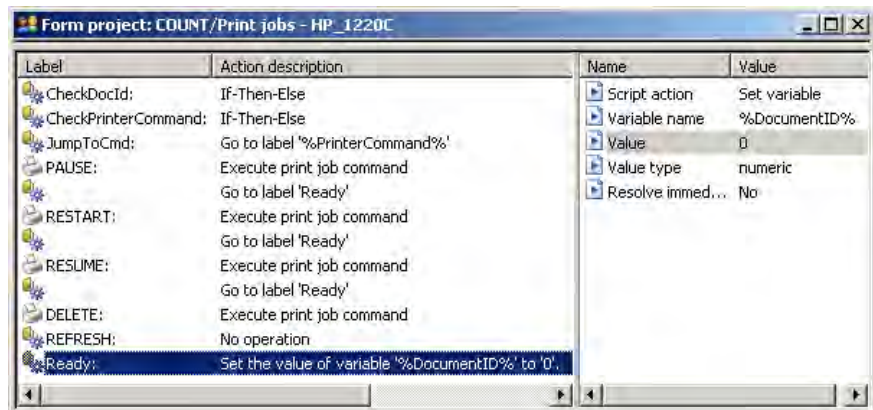 Form project: COUNT/Print jobs - HP_1220C
Label Action description
CheckDocId: If-Then-Else
CheckPrinterCommand: If-Then-Else
JumpToCmd: Go to label '%PrinterCommand%'
PAUSE: Execute print job command
Go to label 'Ready'
RESTART: Execute print job command
Go to label 'Ready'
RESUME: Execute print job command
Go to label 'Ready'
DELETE: Execute print job command
REFRESH: No operation
Ready: Set the value of variable '%DocumentID%' to '0'.
Name Value
Script action Set variable
Variable name %DocumentID%
Value 0
Value type numeric
Resolve immed... No